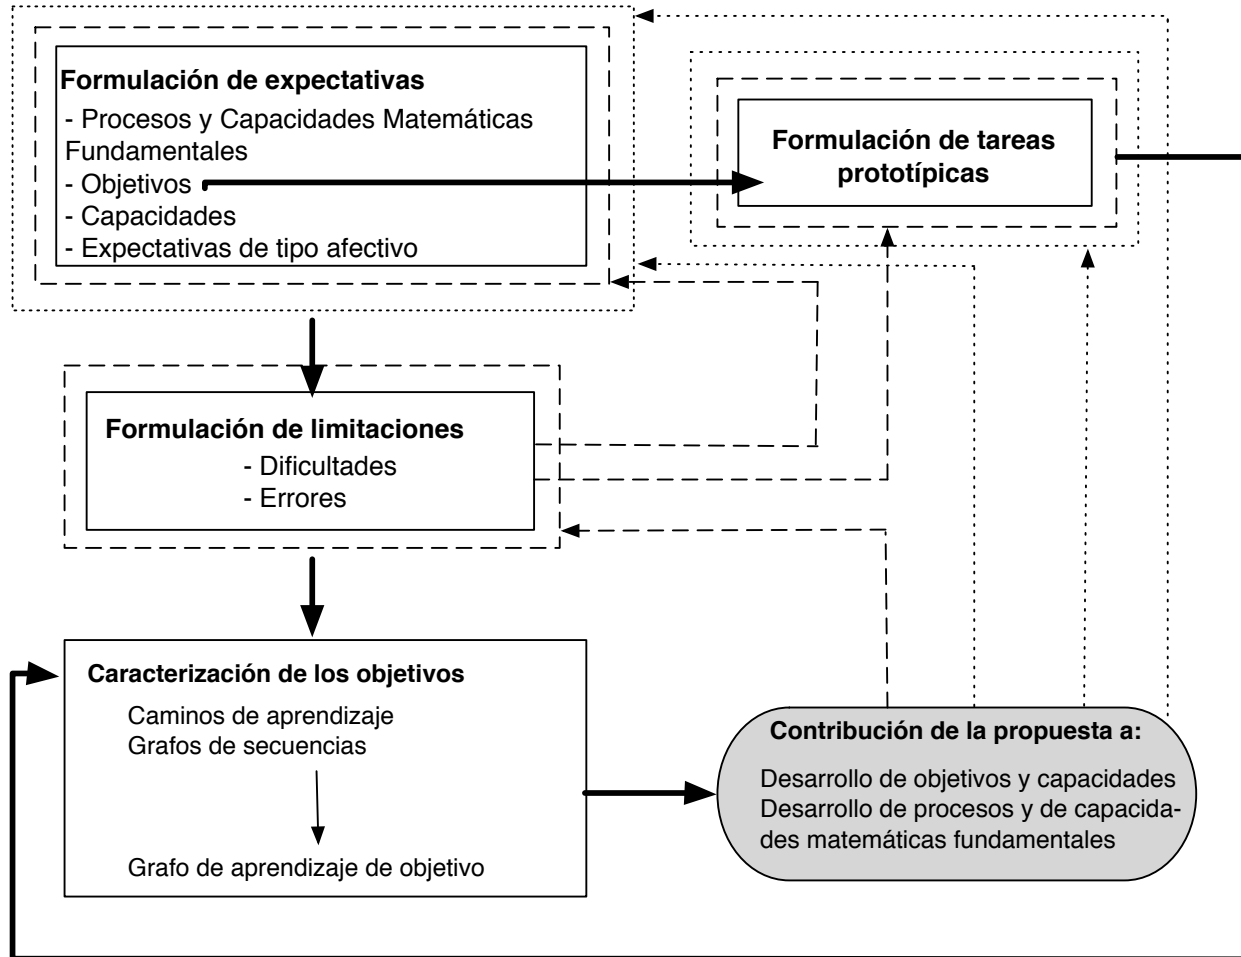 Formulación de expectativas
- Procesos y Capacidades Matemáticas
Fundamentales
- Objetivos
- Capacidades
- Expectativas de tipo afectivo
Formulación de tareas
prototípicas
Formulación de limitaciones
- Dificultades
- Errores
Caracterización de los objetivos
Caminos de aprendizaje
Grafos de secuencias
Grafo de aprendizaje de objetivo
Contribución de la propuesta a:
Desarrollo de objetivos y capacidades
Desarrollo de procesos y de capacida-
des matemáticas fundamentales